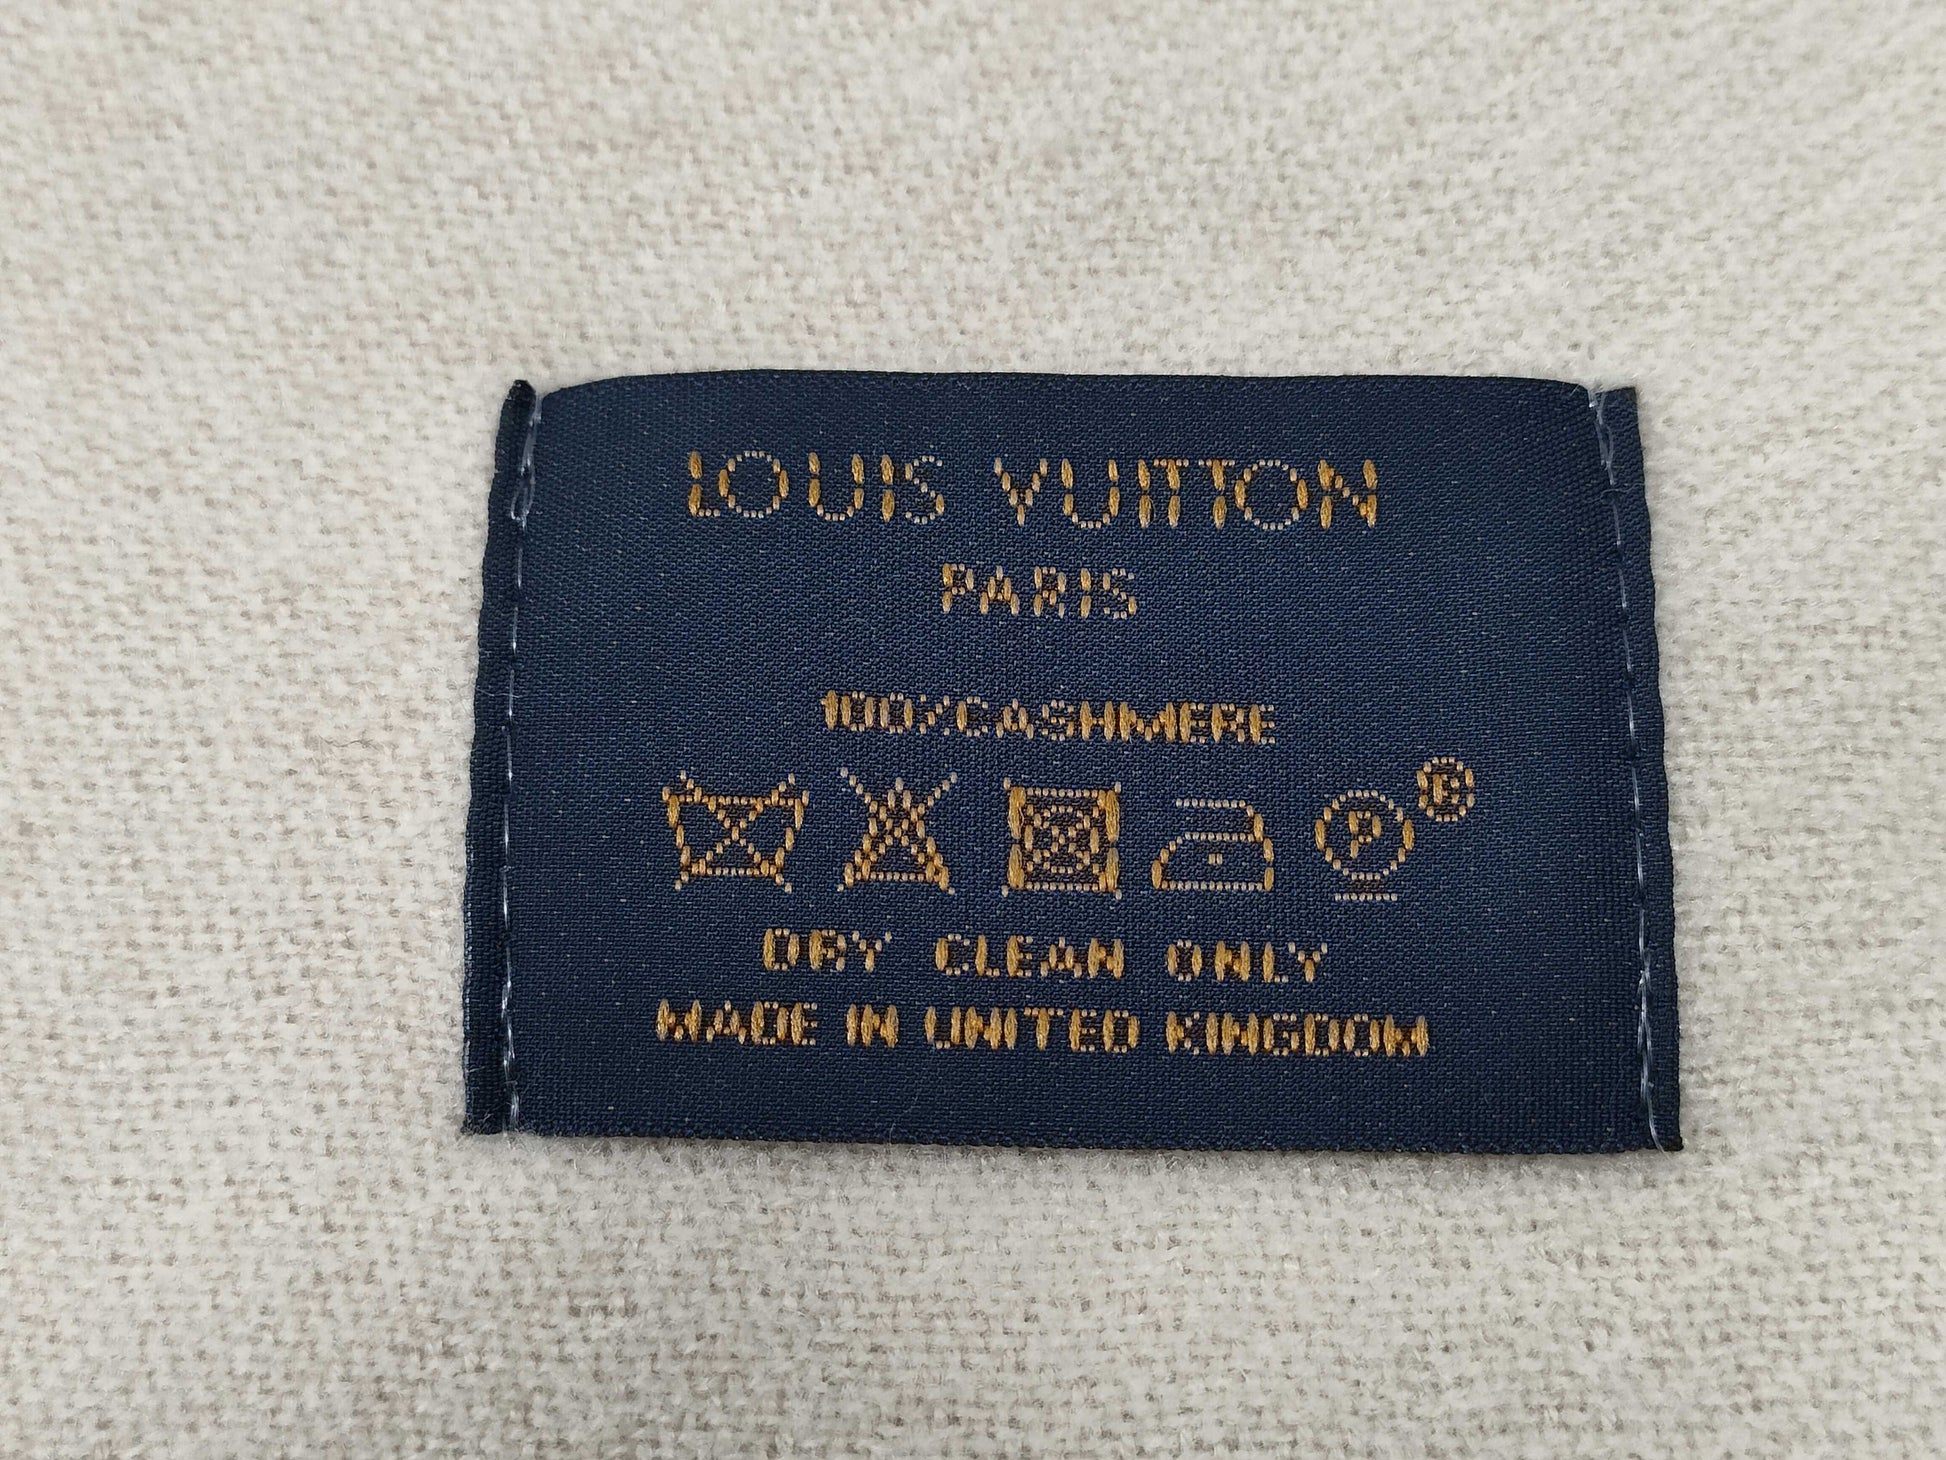 LOUIS VUITTON
PARIS
100%CASHMERE
P ®
DRY CLEAN ONLY
MADE IN UNITED KINGDOM